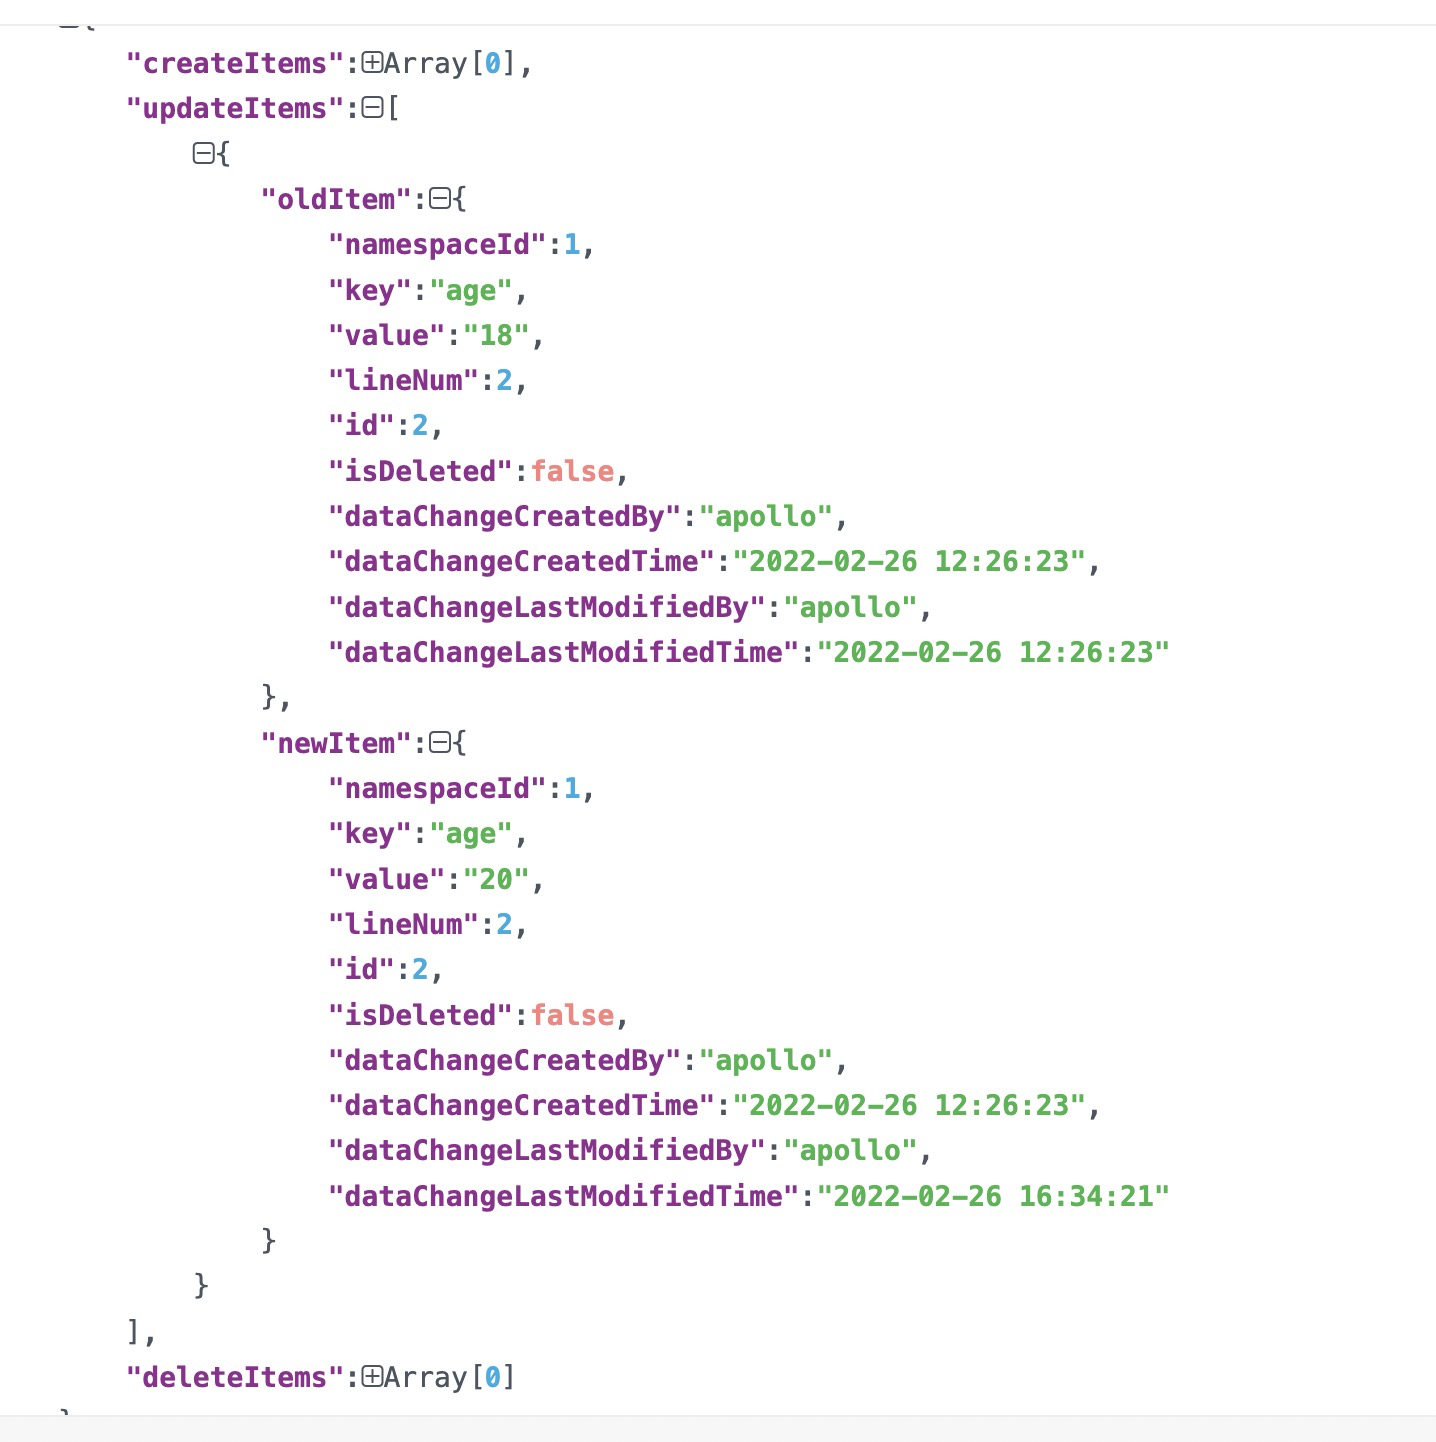 {
"createItems":Array[0],
"updateItems":[
{
"oldItem":{
"namespaceId":1,
"key":"age",
"value":"18",
"lineNum":2,
"id":2,
"isDeleted":false,
"dataChangeCreatedBy":"apollo",
"dataChangeCreatedTime":"2022-02-26 12:26:23",
"dataChangeLastModifiedBy":"apollo",
"dataChangeLastModifiedTime":"2022-02-26 12:26:23"
},
"newItem":{
"namespaceId":1,
"key":"age",
"value":"20",
"lineNum":2,
"id":2,
"isDeleted":false,
"dataChangeCreatedBy":"apollo",
"dataChangeCreatedTime":"2022-02-26 12:26:23",
"dataChangeLastModifiedBy":"apollo",
"dataChangeLastModifiedTime":"2022-02-26 16:34:21"
}
}
],
"deleteItems":Array[0]
}